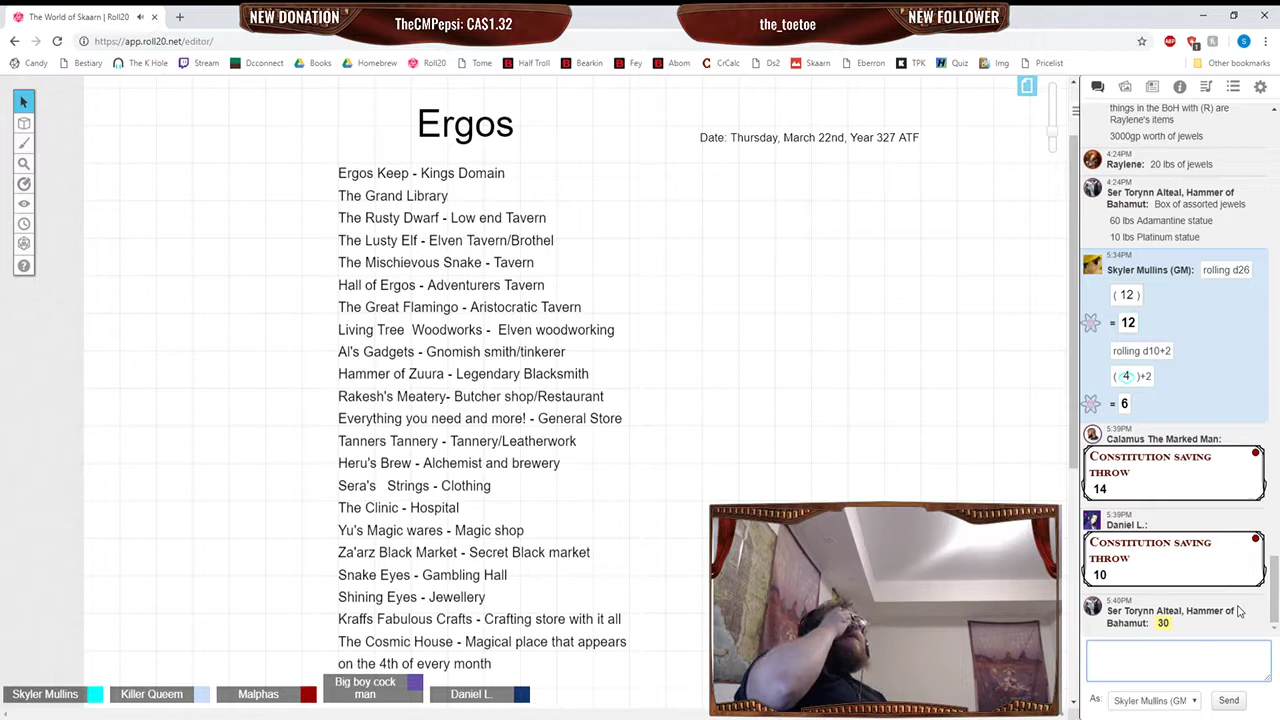 NEW DONATION
TheCMPepsi: CA$1.32
the_toetoe
NEW FOLLOWER
The World of Skaarn | Roll20
https://app.roll20.net/editor/
Candy
Bestiary
The K Hole
Stream
Dcconnect
Books
Homebrew
Roll20
Tome
Half Troll
Bearkin
Fey
Abom
CrCalc
Ds2
Skaarn
Eberron
TPK
Quiz
Img
Pricelist
Other bookmarks
Ergos
Date: Thursday, March 22nd, Year 327 ATF
Ergos Keep - Kings Domain
The Grand Library
The Rusty Dwarf - Low end Tavern
The Lusty Elf - Elven Tavern/Brothel
The Mischievous Snake - Tavern
Hall of Ergos - Adventurers Tavern
The Great Flamingo - Aristocratic Tavern
Living Tree Woodworks - Elven woodworking
Al's Gadgets - Gnomish smith/tinkerer
Hammer of Zuura - Legendary Blacksmith
Rakesh's Meatery- Butcher shop/Restaurant
Everything you need and more! - General Store
Tanners Tannery - Tannery/Leatherwork
Heru's Brew - Alchemist and brewery
Sera's Strings - Clothing
The Clinic - Hospital
Yu's Magic wares - Magic shop
Za'arz Black Market - Secret Black market
Snake Eyes - Gambling Hall
Shining Eyes - Jewellery
Kraffs Fabulous Crafts - Crafting store with it all
The Cosmic House - Magical place that appears
on the 4th of every month
Skyler Mullins
Killer Queem
Malphas
Big boy cock
man
Daniel L.
things in the BoH with (R) are
Raylene's items
3000gp worth of jewels
4:24PM
Raylene: 20 lbs of jewels
4:24PM
Ser Torynn Alteal, Hammer of
Bahamut: Box of assorted jewels
60 lbs Adamantine statue
10 lbs Platinum statue
5:34PM
Skyler Mullins (GM): rolling d26
( 12 )
= 12
rolling d10+2
( 4 )+2
= 6
5:39PM
Calamus The Marked Man:
CONSTITUTION SAVING
THROW
14
5:39PM
Daniel L.:
CONSTITUTION SAVING
THROW
10
5:40PM
Ser Torynn Alteal, Hammer of
Bahamut: 30
As: Skyler Mullins (GM
Send